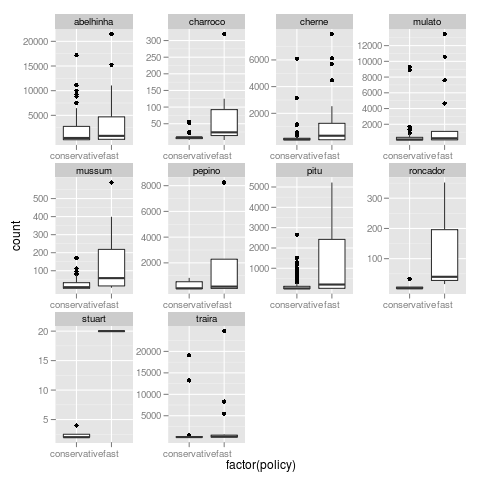 abelhinha charroco cherne mulato
20000 15000 10000 5000
300 250 200 150 100 50
6000 4000 2000
12000 10000 8000 6000 4000 2000
conservativefast conservativefast conservativefast conservativefast
mussum pepino pitu roncador
500 400 300 200 100
8000 6000 4000 2000
5000 4000 3000 2000 1000
300 200 100
conservativefast conservativefast conservativefast conservativefast
stuart traira
20 15 10 5
20000 15000 10000 5000
conservativefast conservativefast
count
factor(policy)